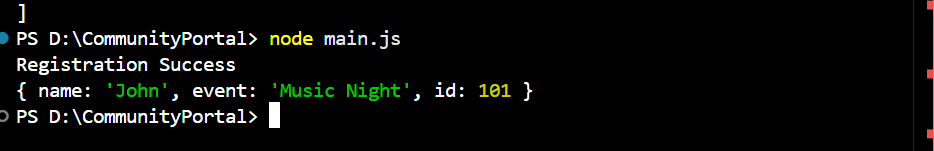 ]
PS D:\CommunityPortal> node main.js
Registration Success
{ name: 'John', event: 'Music Night', id: 101 }
PS D:\CommunityPortal>